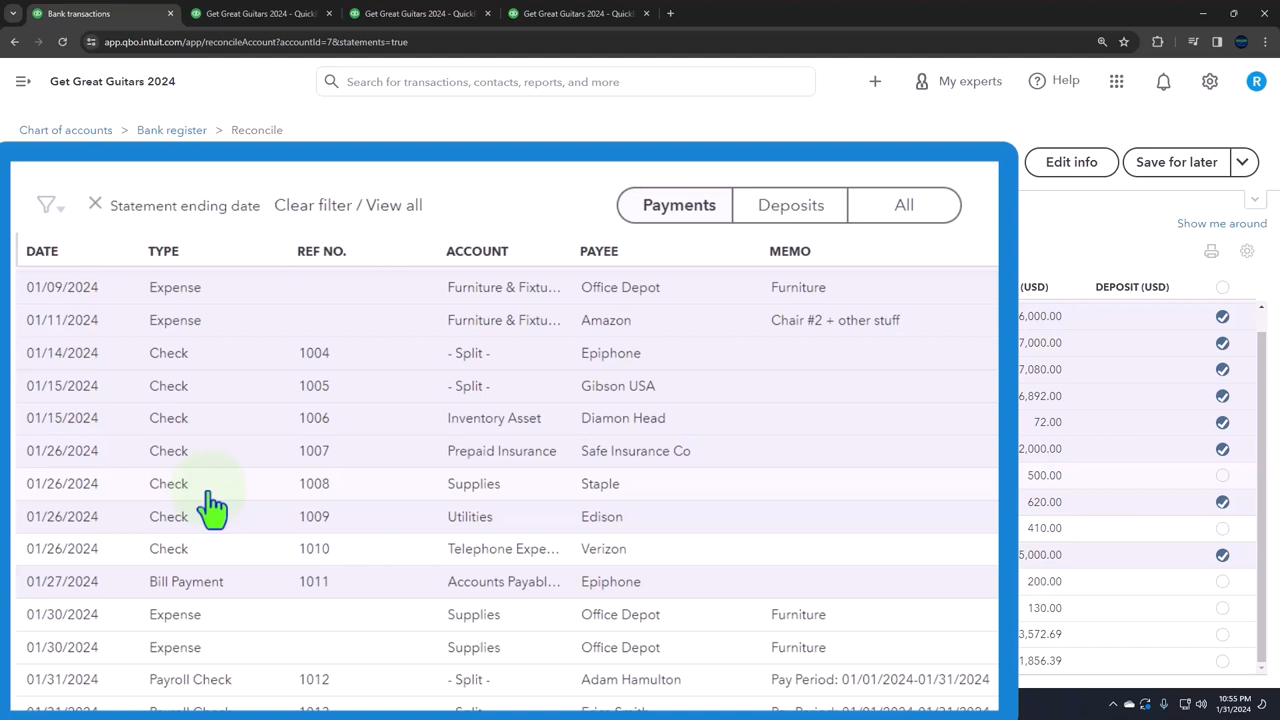 Bank transactions
Get Great Guitars 2024 - Quick
Get Great Guitars 2024 - Quick
Get Great Guitars 2024 - Quick
app.qbo.intuit.com/app/reconcileAccount?accountId=7&statements=true
Get Great Guitars 2024
Search for transactions, contacts, reports, and more
My experts
Help
R
Chart of accounts > Bank register > Reconcile
Edit info
Save for later
Show me around
Statement ending date Clear filter / View all
Payments Deposits All
DATE TYPE REF NO. ACCOUNT PAYEE MEMO (USD) DEPOSIT (USD)
01/09/2024 Expense Furniture & Fixtu... Office Depot Furniture
6,000.00
01/11/2024 Expense Furniture & Fixtu... Amazon Chair #2 + other stuff
7,000.00
01/14/2024 Check 1004 - Split - Epiphone
7,080.00
01/15/2024 Check 1005 - Split - Gibson USA
6,892.00
01/15/2024 Check 1006 Inventory Asset Diamon Head
72.00
01/26/2024 Check 1007 Prepaid Insurance Safe Insurance Co
2,000.00
01/26/2024 Check 1008 Supplies Staple
500.00
01/26/2024 Check 1009 Utilities Edison
620.00
01/26/2024 Check 1010 Telephone Expe... Verizon
410.00
01/27/2024 Bill Payment 1011 Accounts Payabl... Epiphone
5,000.00
200.00
01/30/2024 Expense Supplies Office Depot Furniture
130.00
01/30/2024 Expense Supplies Office Depot Furniture
3,572.69
01/31/2024 Payroll Check 1012 - Split - Adam Hamulton Pay Period: 01/01/2024-01/31/2024
1,856.39
10:55 PM
1/31/2024